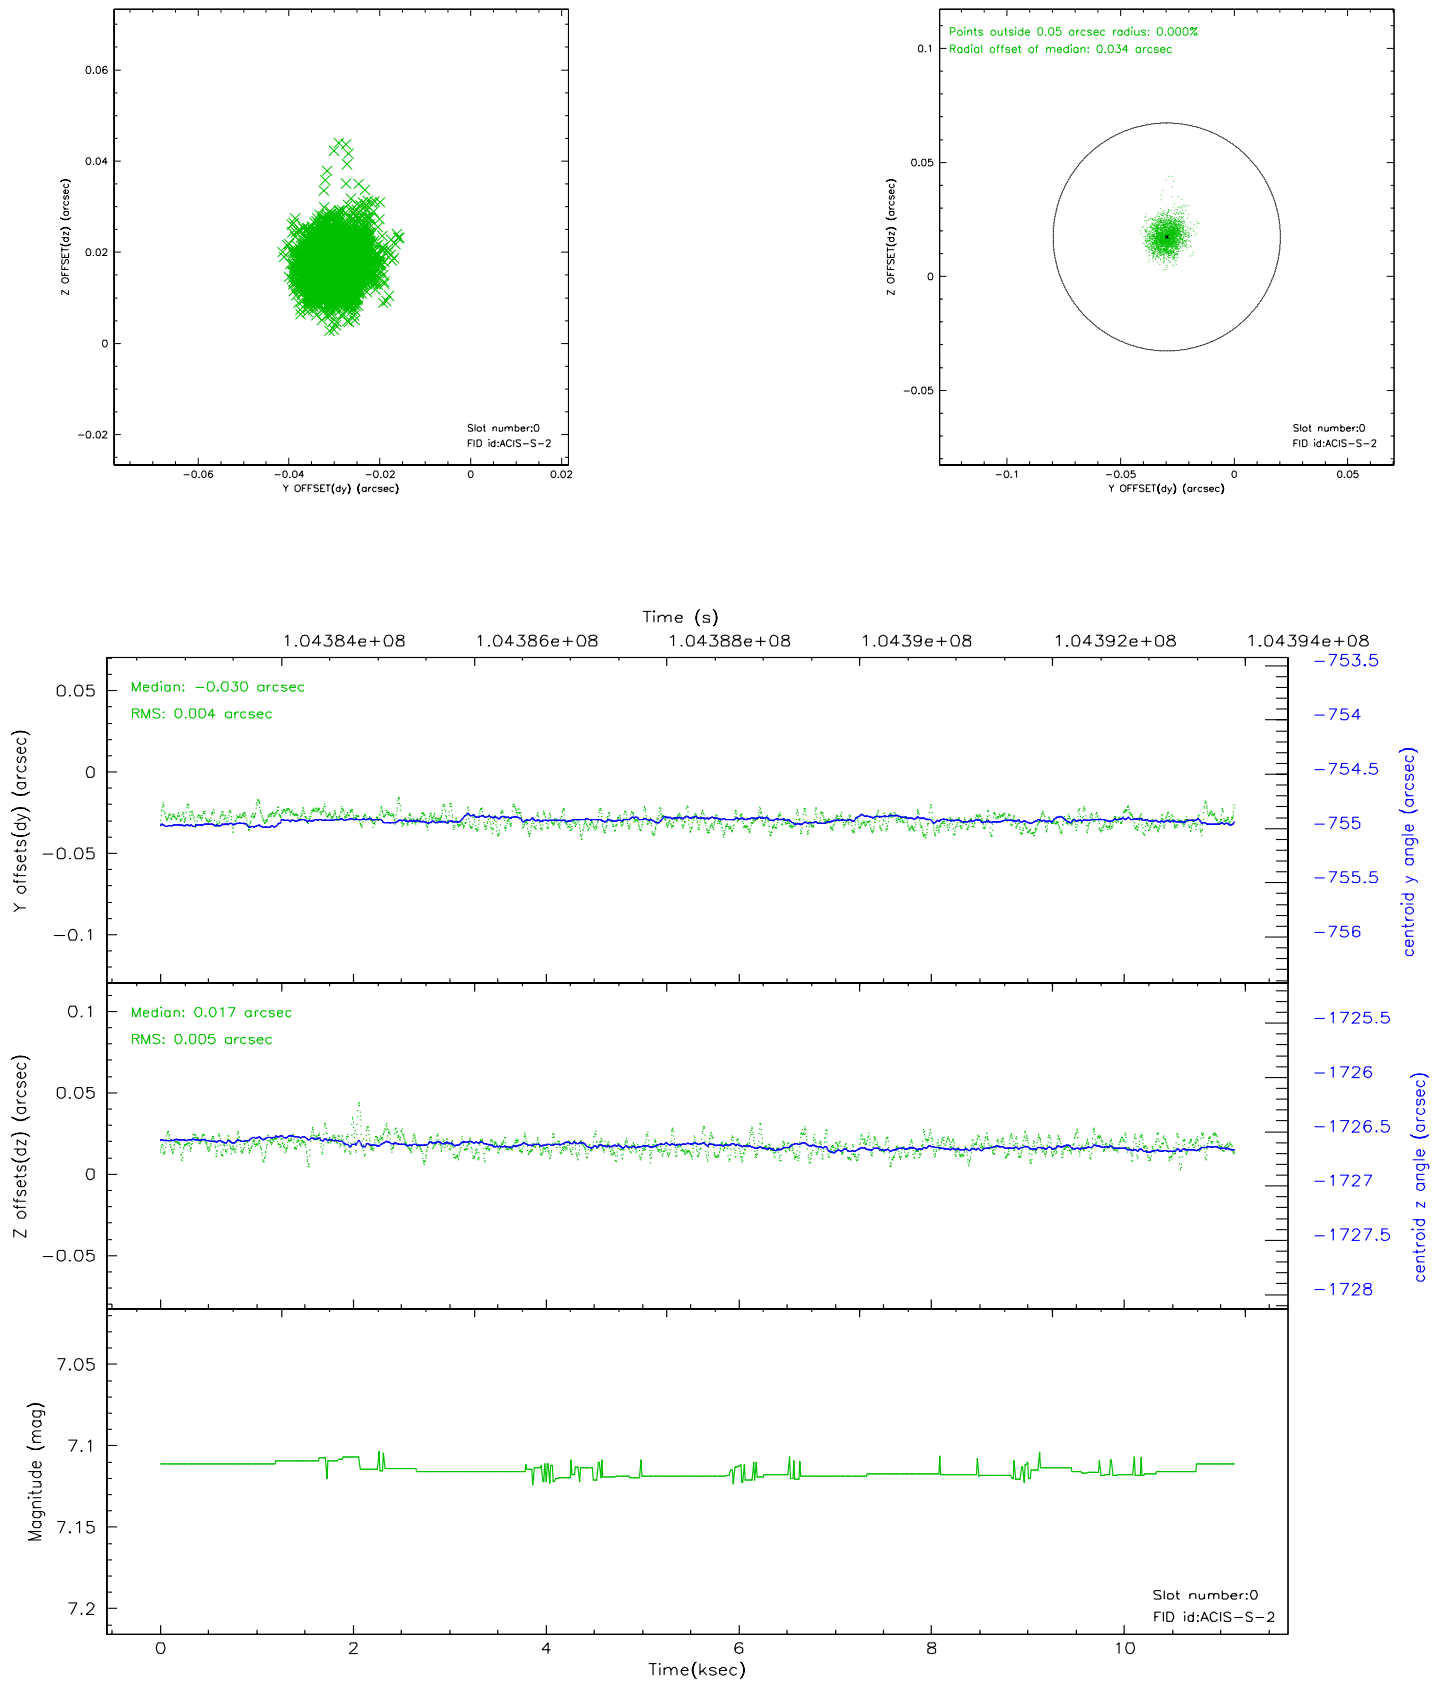 0.06
0.04
0.02
0
−0.02
Z OFFSET(dz) (arcsec)
Slot number:0
FID id:ACIS−S−2
−0.06
−0.04
−0.02
0
0.02
Y OFFSET(dy) (arcsec)
Points outside 0.05 arcsec radius: 0.000%
Radial offset of median: 0.034 arcsec
0.1
0.05
0
−0.05
Z OFFSET(dz) (arcsec)
Slot number:0
FID id:ACIS−S−2
−0.1
−0.05
0
0.05
Y OFFSET(dy) (arcsec)
Time (s)
1.04384e+08
1.04386e+08
1.04388e+08
1.0439e+08
1.04392e+08
1.04394e+08
Median: −0.030 arcsec
RMS: 0.004 arcsec
0.05
0
−0.05
−0.1
Y offsets(dy) (arcsec)
−753.5
−754
−754.5
−755
−755.5
−756
centroid y angle (arcsec)
Median: 0.017 arcsec
RMS: 0.005 arcsec
0.1
0.05
0
−0.05
Z offsets(dz) (arcsec)
−1725.5
−1726
−1726.5
−1727
−1727.5
−1728
centroid z angle (arcsec)
7.05
7.1
7.15
7.2
Magnitude (mag)
Slot number:0
FID id:ACIS−S−2
0
2
4
6
8
10
Time(ksec)